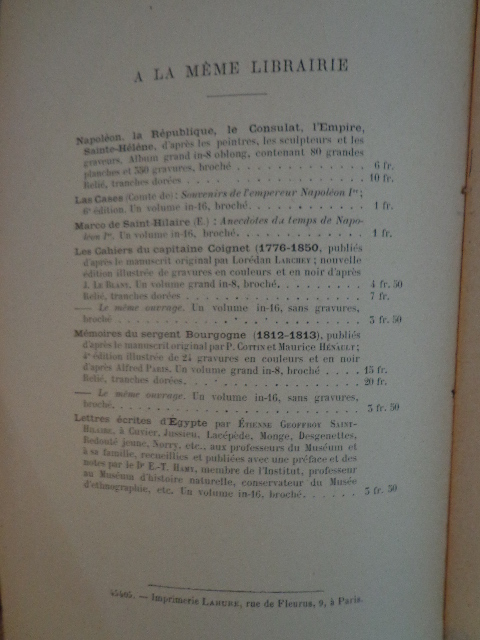 A LA MÊME LIBRAIRIE
Napoléon, la République, le Consulat, l'Empire,
Sainte-Hélène, d'après les peintres, les sculpteurs et les
graveurs. Album grand in-8 oblong, contenant 80 grandes
planches et 350 gravures, broché . . . . . . . 6 fr.
Relié, tranches dorées . . . . . . . . . . 10 fr.
Las Cases (Comte de) : Souvenirs de l'empereur Napoléon Ier ;
6e édition. Un volume in-16, broché. . . . . . . 1 fr.
Marco de Saint-Hilaire (E.) : Anecdotes du temps de Napo-
léon Ier. Un volume in-16, broché. . . . . . . 1 fr.
Les Cahiers du capitaine Coignet (1776-1850, publiés
d'après le manuscrit original par Lorédan LARCHEY ; nouvelle
édition illustrée de gravures en couleurs et en noir d'après
J. LE BLANT. Un volume grand in-8, broché. . . . . . 4 fr. 50
Relié, tranches dorées . . . . . . . . . . 7 fr.
— Le même ouvrage. Un volume in-16, sans gravures,
broché . . . . . . . . . . . . . 3 fr. 50
Mémoires du sergent Bourgogne (1812-1813), publiés
d'après le manuscrit original par P. COTTIN et Maurice HÉNAULT ;
4e édition illustrée de 24 gravures en couleurs et en noir
d'après Alfred PARIS. Un volume grand in-8, broché . . . 15 fr.
Relié, tranches dorées. . . . . . . . . . 20 fr.
— Le même ouvrage. Un volume in-16, sans gravures,
broché. . . . . . . . . . . . . 3 fr. 50
Lettres écrites d'Égypte par ÉTIENNE GEOFFROY SAINT-
HILAIRE, à Cuvier, Jussieu, Lacépède, Monge, Desgenettes,
Redouté jeune, Norry, etc., aux professeurs du Muséum et
à sa famille, recueillies et publiées avec une préface et des
notes par le Dr E.-T. HAMY, membre de l'Institut, professeur
au Muséum d'histoire naturelle, conservateur du Musée
d'ethnographie, etc. Un volume in-16, broché. . . . . . 3 fr. 50
45405. — Imprimerie LAHURE, rue de Fleurus, 9, à Paris.